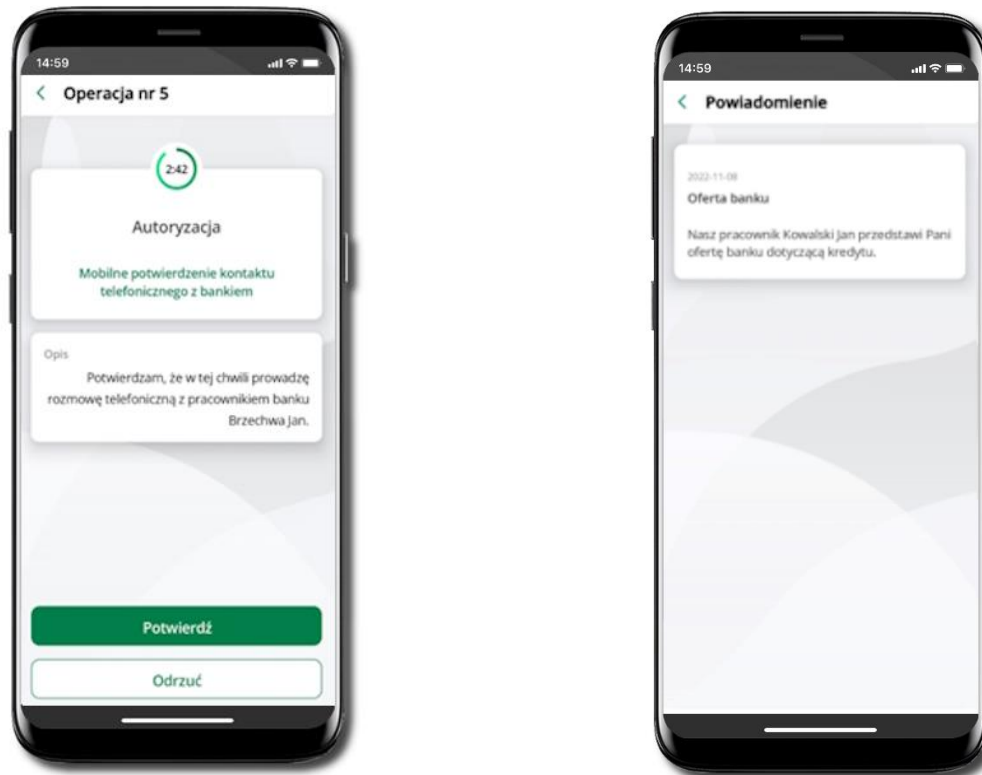 14:59
Operacja nr 5
2:42
Autoryzacja
Mobilne potwierdzenie kontaktu
telefonicznego z bankiem
Opis
Potwierdzam, że w tej chwili prowadzę
rozmowę telefoniczną z pracownikiem banku
Brzechwa Jan.
Potwierdź
Odrzuć
14:59
Powiadomienie
2022-11-08
Oferta banku
Nasz pracownik Kowalski Jan przedstawi Pani
ofertę banku dotyczącą kredytu.